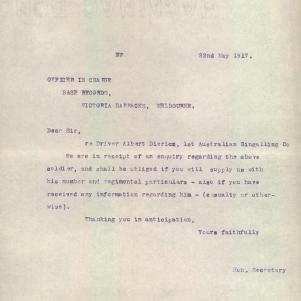 EF 22nd May 1917.
OFFICER IN CHARGE
BASE RECORDS,
VICTORIA BARRACKS, MELBOURNE.
Dear Sir,
re Driver Albert Dierich, 1st Australian Singalling Co
We are in receipt of an enquiry regarding the above
soldier, and shall be obliged if you will supply us with
his number and regimental particulars - also if you have
received any information regarding him - (casualty or other-
wise).
Thanking you in anticipation,
Yours faithfully
Hon. Secretary